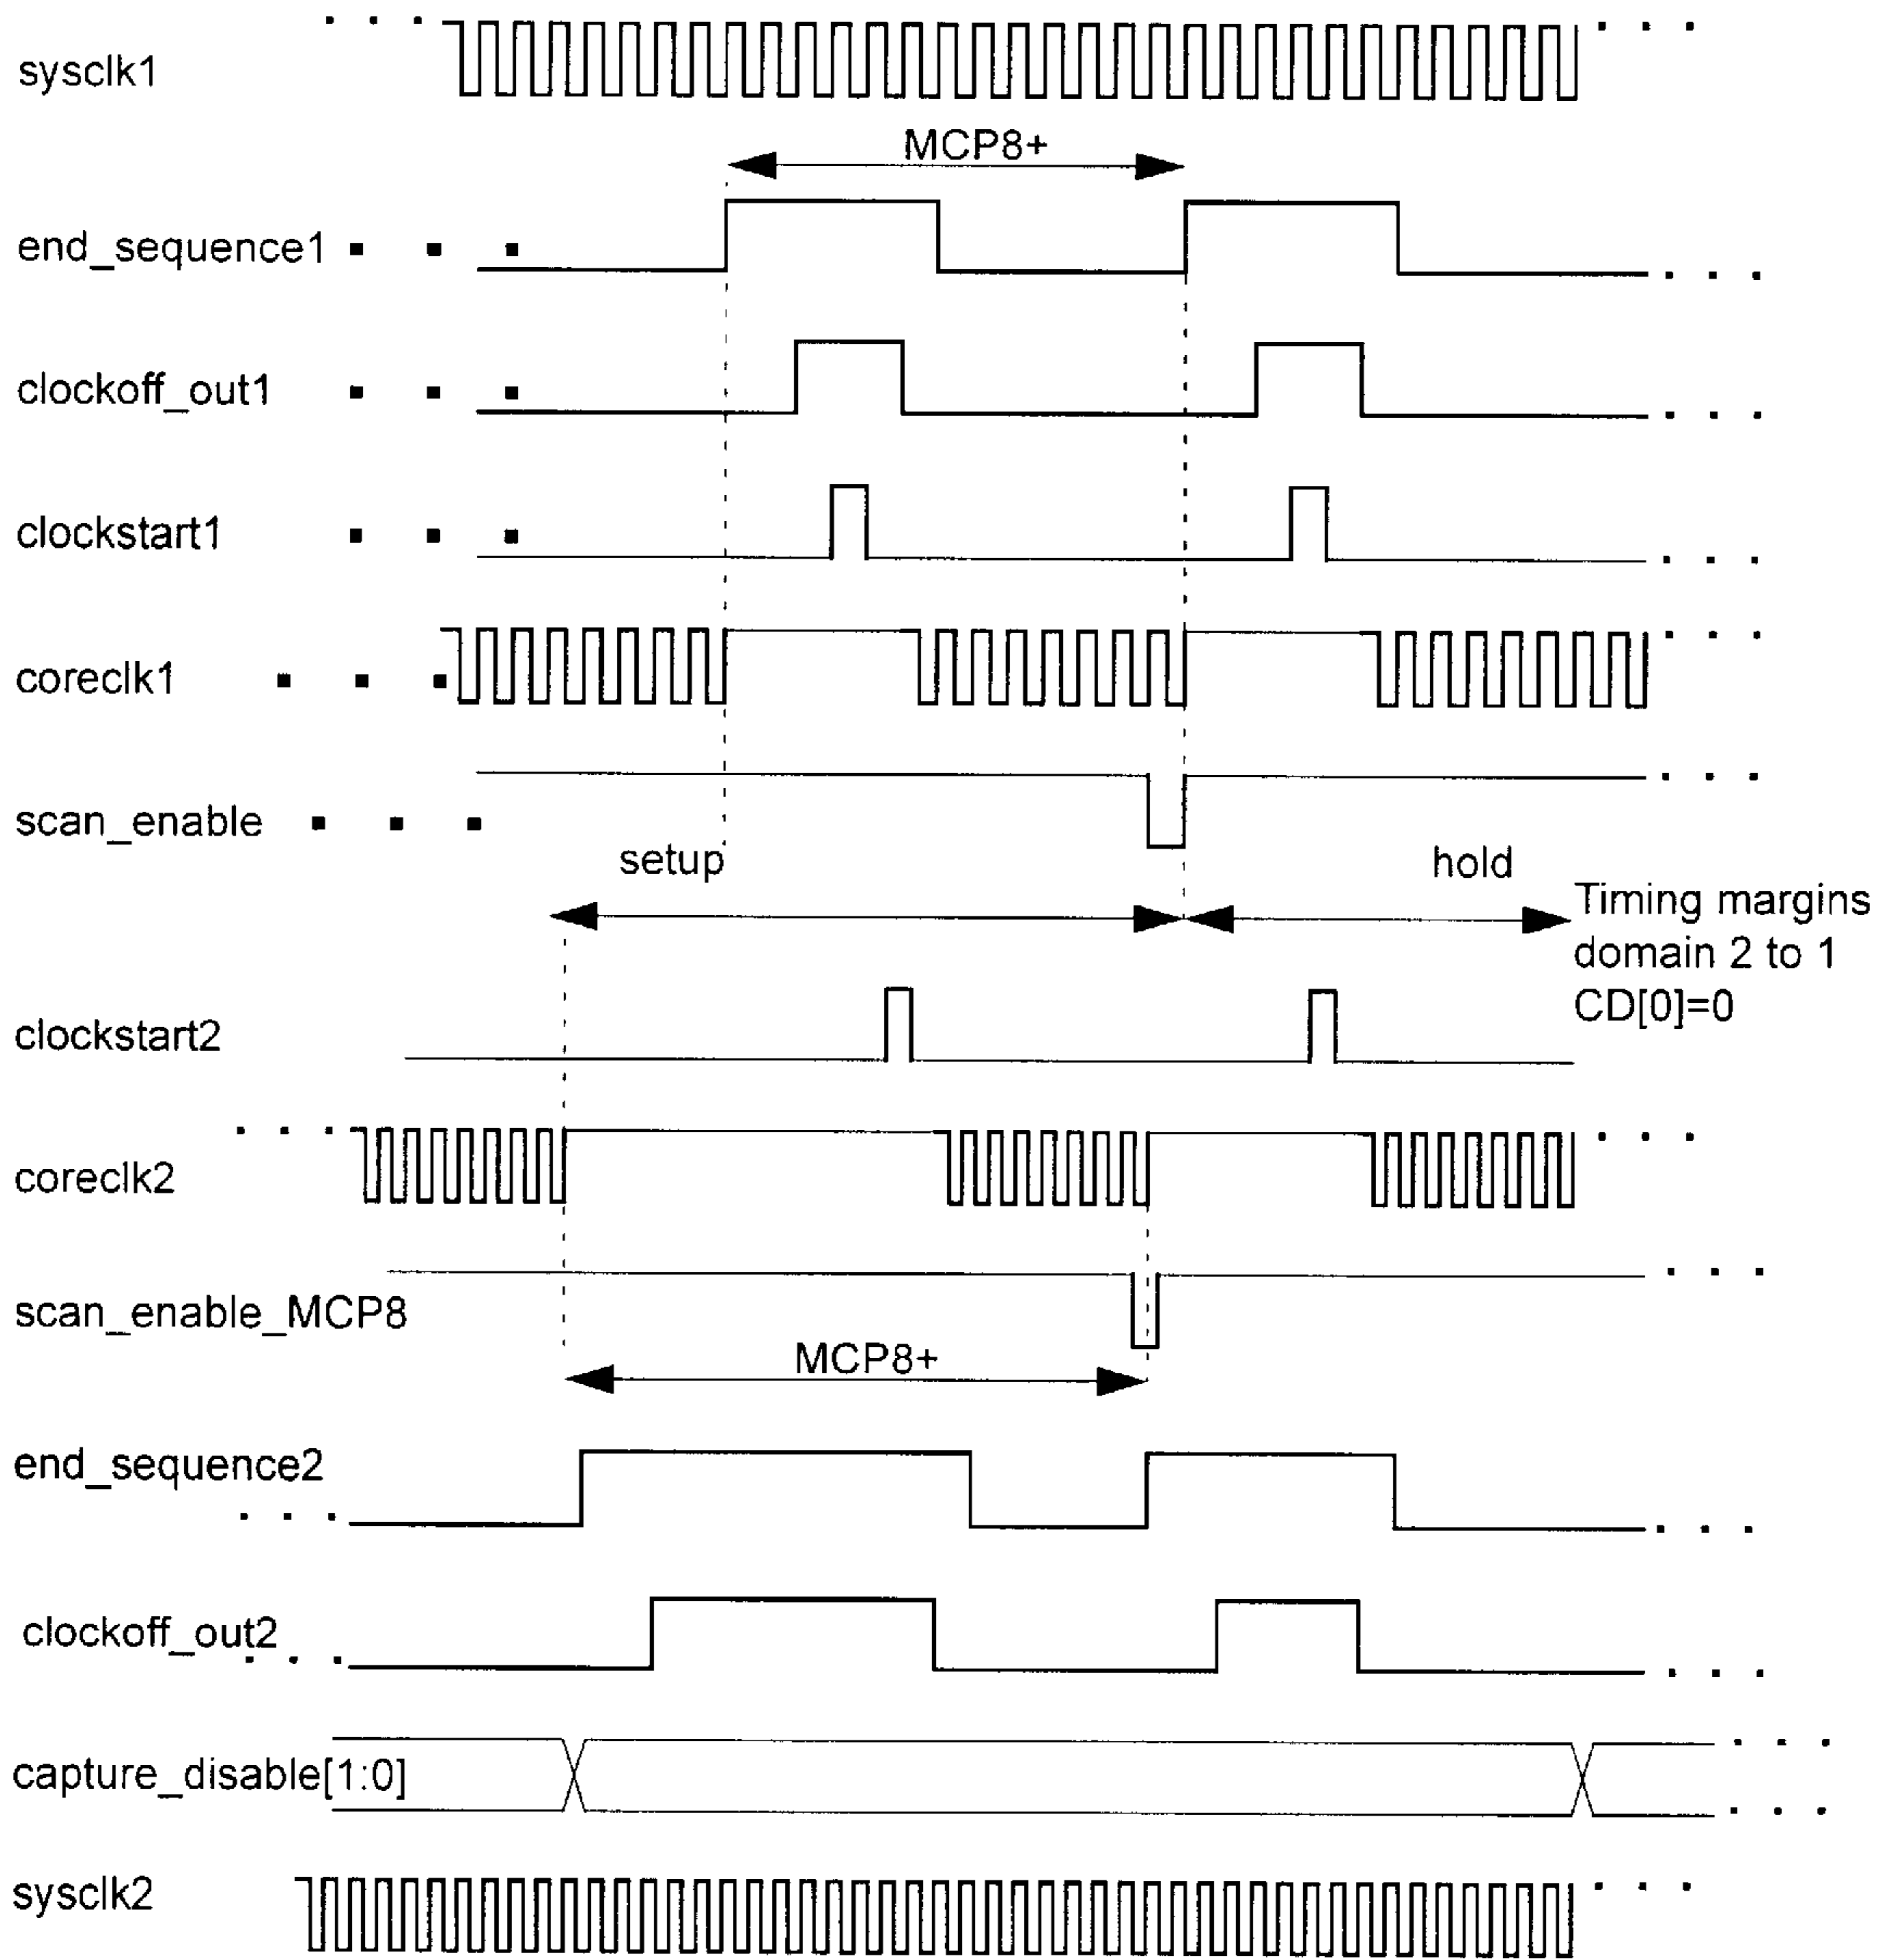 sysclk1
MCP8+
end_sequence1
clockoff_out1
clockstart1
coreclk1
scan_enable
setup
hold
Timing margins
domain 2 to 1
CD[0]=0
clockstart2
coreclk2
scan_enable_MCP8
MCP8+
end_sequence2
clockoff_out2
capture_disable[1:0]
sysclk2